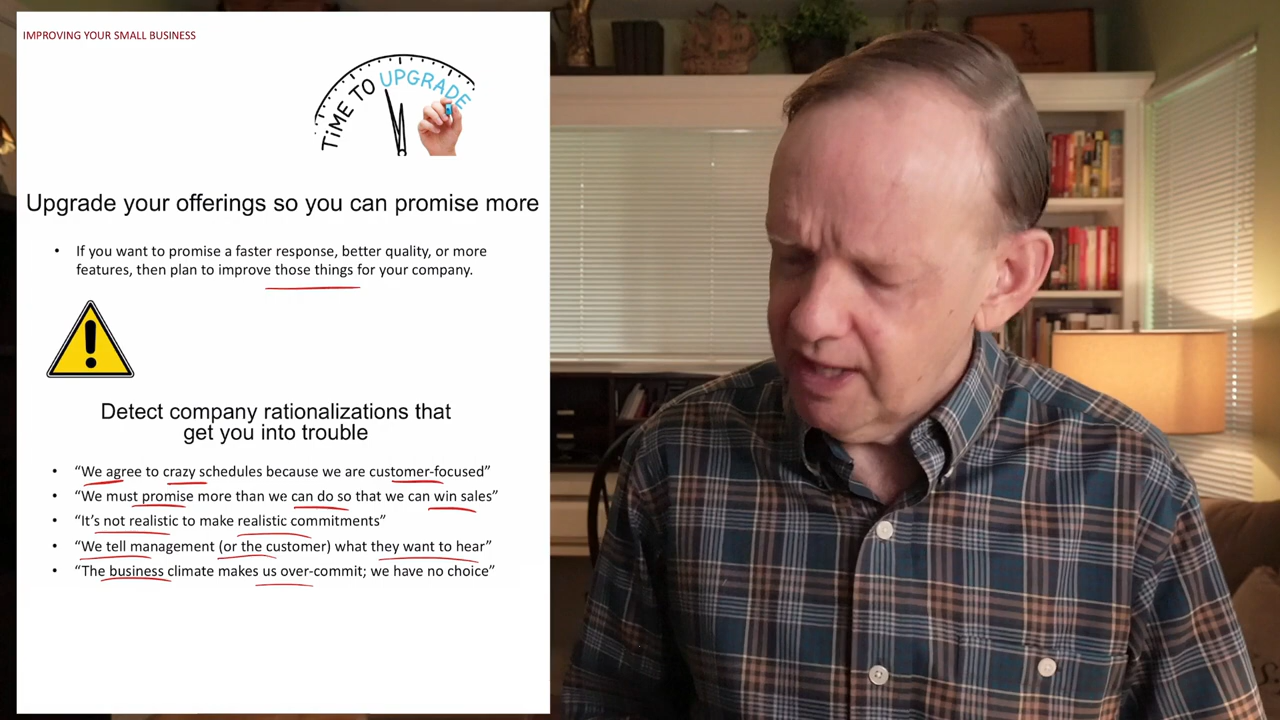 IMPROVING YOUR SMALL BUSINESS
TiME TO UPGRADE
Upgrade your offerings so you can promise more
• If you want to promise a faster response, better quality, or more
features, then plan to improve those things for your company.
!
Detect company rationalizations that
get you into trouble
• “We agree to crazy schedules because we are customer-focused”
• “We must promise more than we can do so that we can win sales”
• “It’s not realistic to make realistic commitments”
• “We tell management (or the customer) what they want to hear”
• “The business climate makes us over-commit; we have no choice”